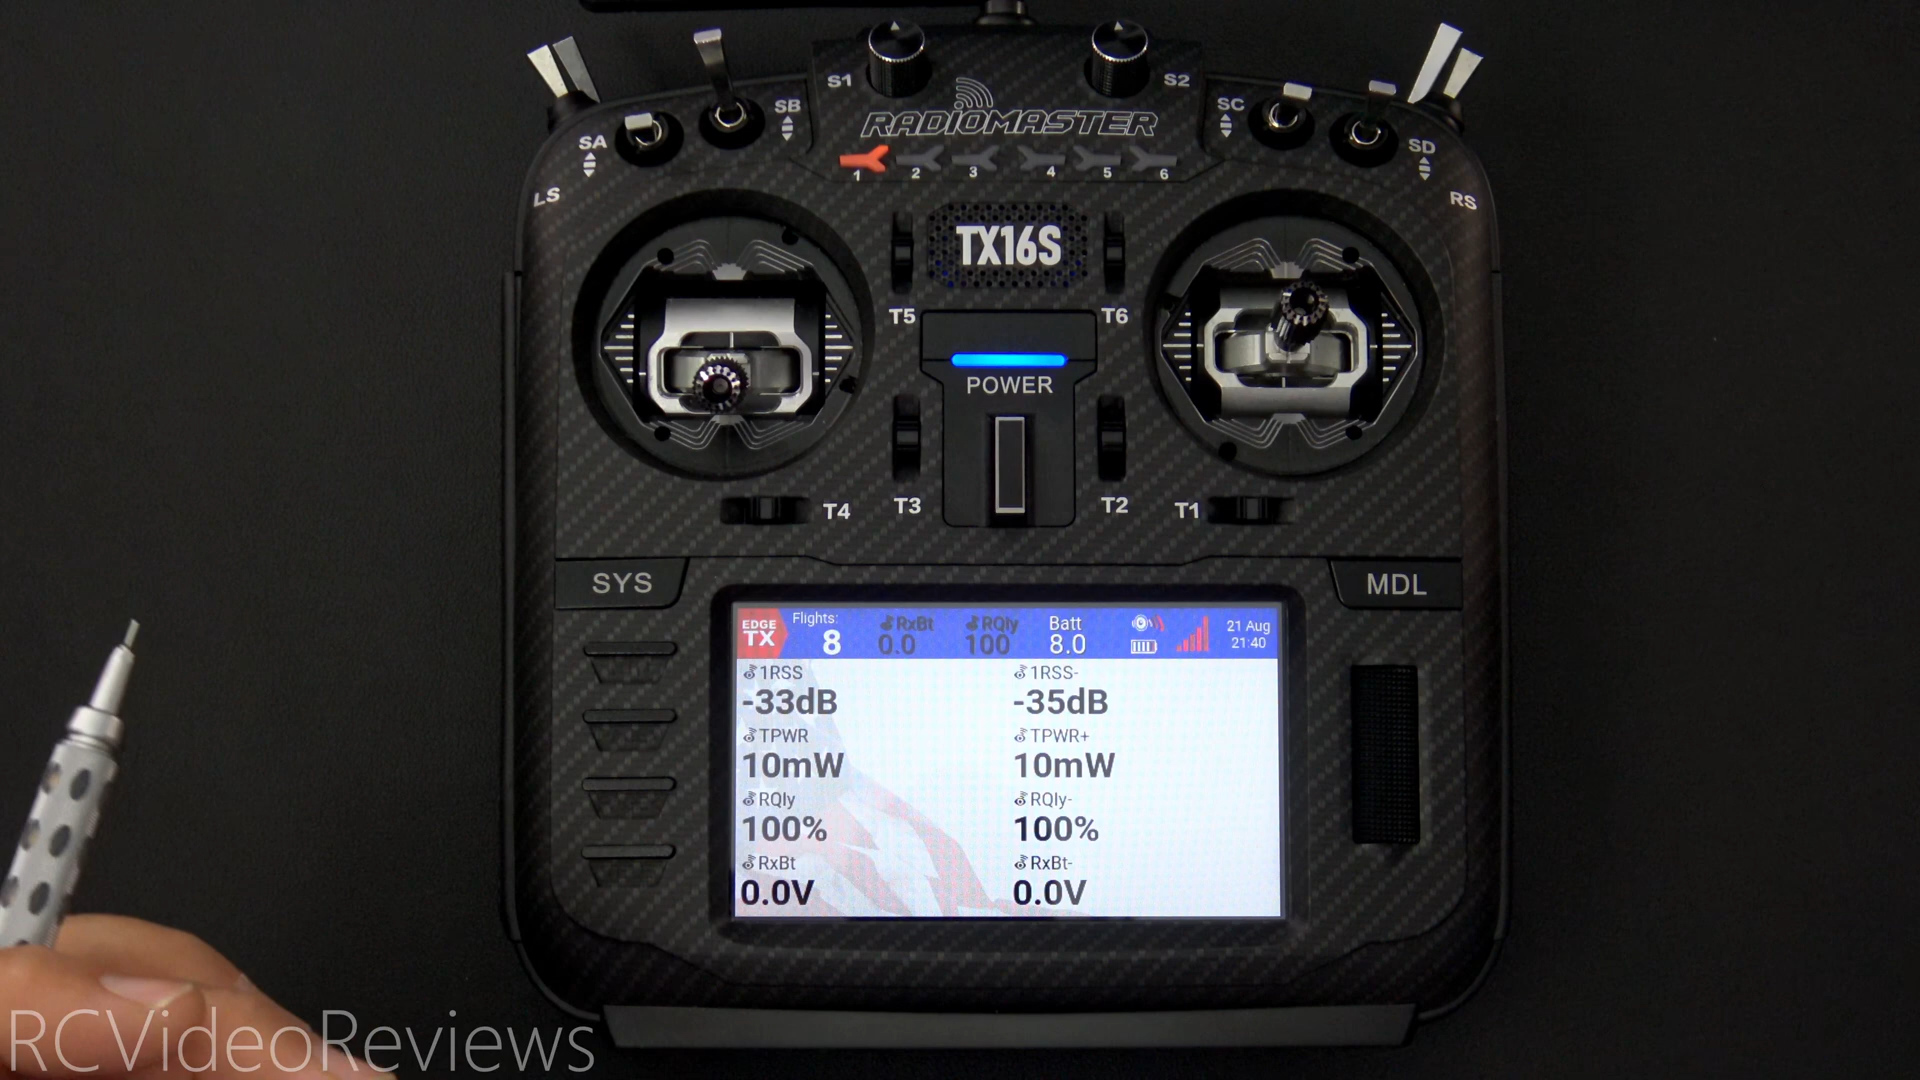 S1
S2
RADIOMASTER
SA
SB
SC
SD
LS
RS
1 2 3 4 5 6
TX16S
T5
T6
POWER
T4
T3
T2
T1
SYS
MDL
EDGE
TX
Flights:
8
RxBt
0.0
RQly
100
Batt
8.0
21 Aug
21:40
1RSS
-33dB
1RSS-
-35dB
TPWR
10mW
TPWR+
10mW
RQly
100%
RQly-
100%
RxBt
0.0V
RxBt-
0.0V
RCVideoReviews